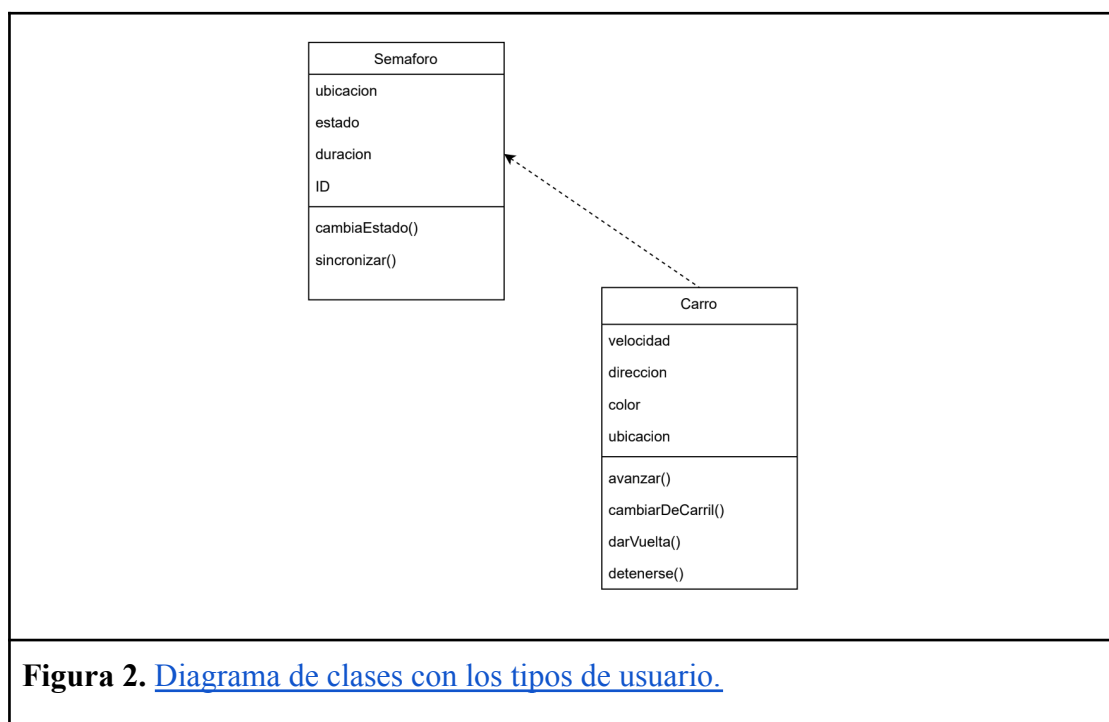 Semaforo
ubicacion
estado
duracion
ID
cambiaEstado()
sincronizar()
Carro
velocidad
direccion
color
ubicacion
avanzar()
cambiarDeCarril()
darVuelta()
detenerse()
Figura 2. Diagrama de clases con los tipos de usuario.